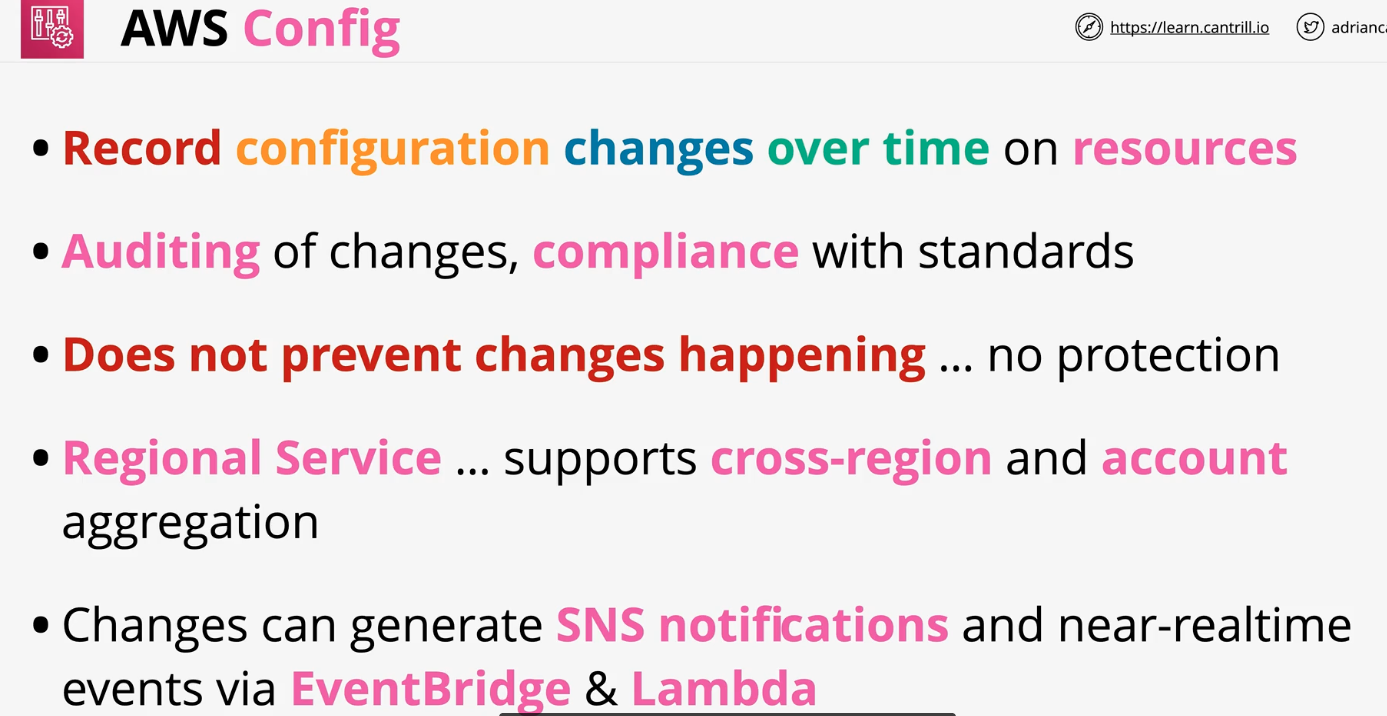 AWS Config
https://learn.cantrill.io
adrianca
• Record configuration changes over time on resources
• Auditing of changes, compliance with standards
• Does not prevent changes happening ... no protection
• Regional Service ... supports cross-region and account
aggregation
• Changes can generate SNS notifications and near-realtime
events via EventBridge & Lambda